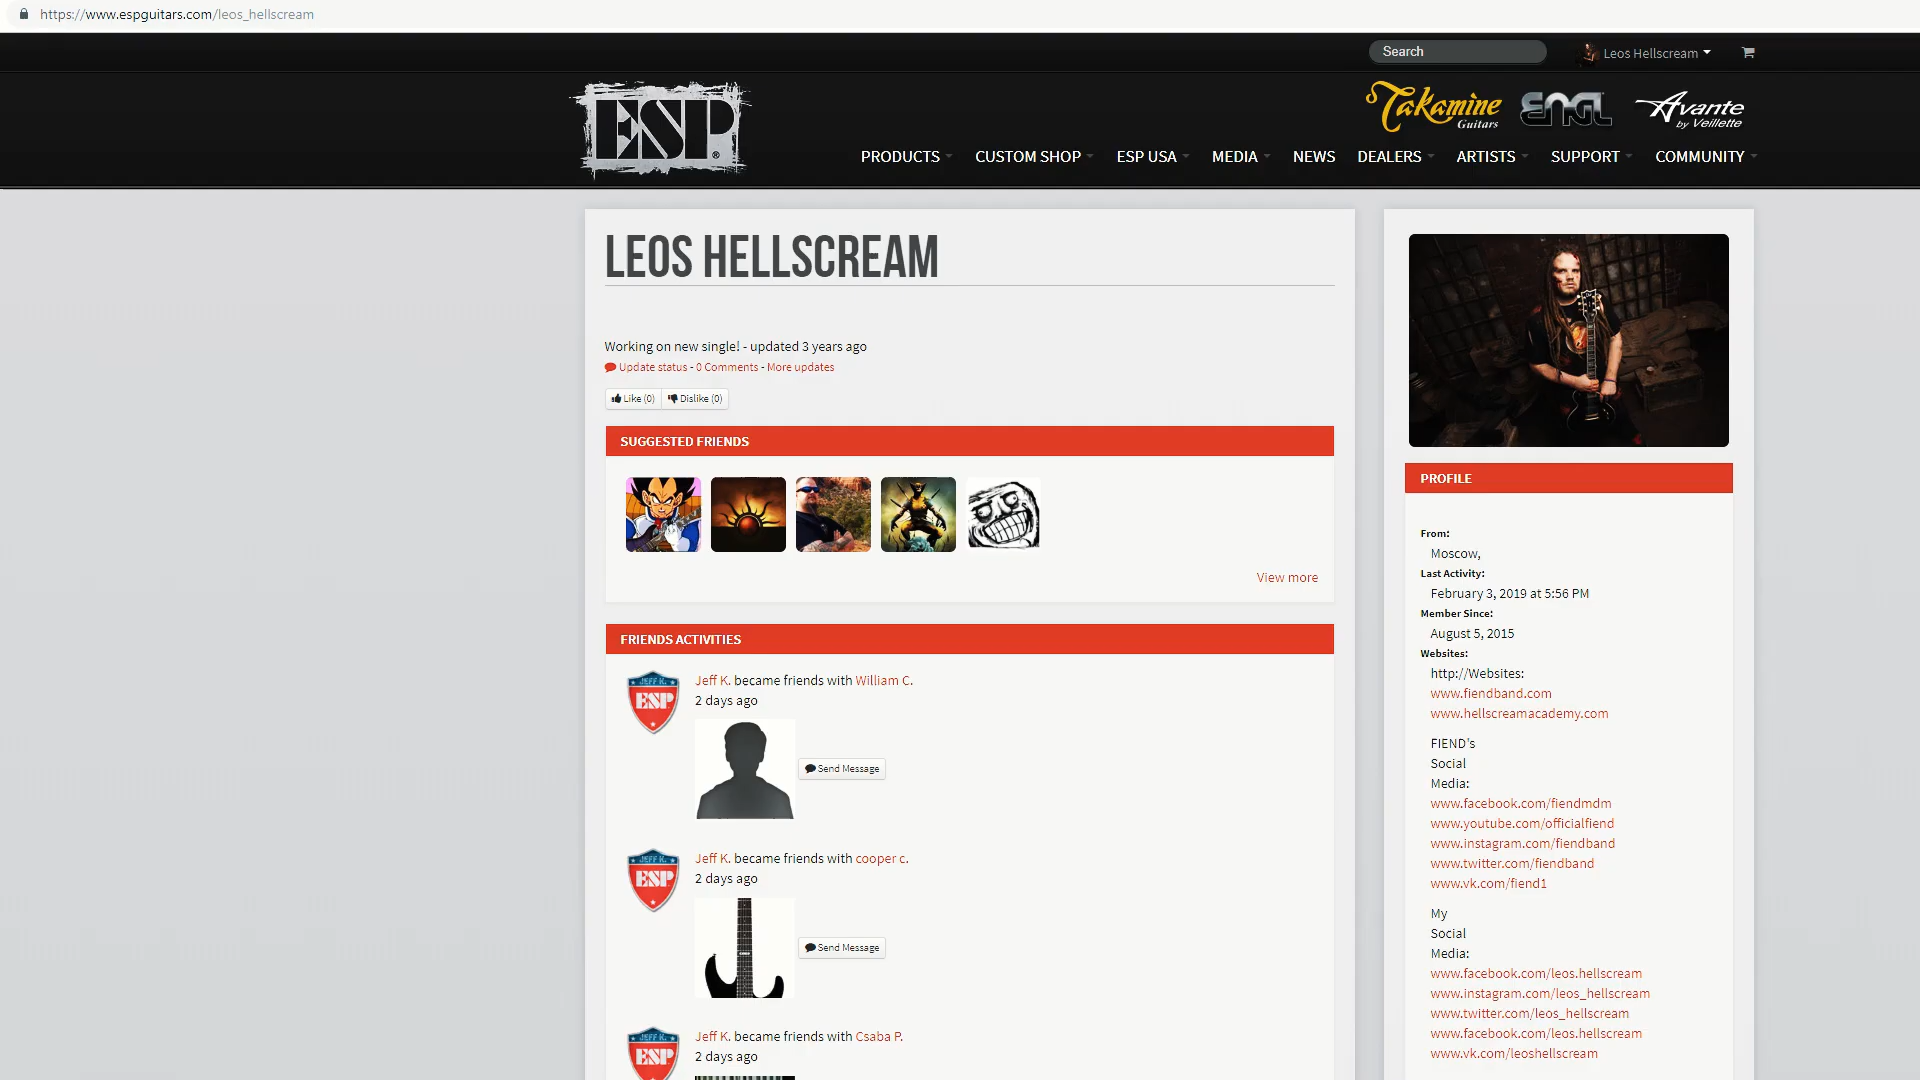 https://www.espguitars.com/leos_hellscream
Search
Leos Hellscream
ESP
Takamine
Guitars
ENGL
Avante
by Veillette
PRODUCTS CUSTOM SHOP ESP USA MEDIA NEWS DEALERS ARTISTS SUPPORT COMMUNITY
LEOS HELLSCREAM
Working on new single! - updated 3 years ago
Update status - 0 Comments - More updates
Like (0) Dislike (0)
SUGGESTED FRIENDS
View more
FRIENDS ACTIVITIES
JEFF K.
ESP
Jeff K. became friends with William C.
2 days ago
Send Message
JEFF K.
ESP
Jeff K. became friends with cooper c.
2 days ago
Send Message
JEFF K.
ESP
Jeff K. became friends with Csaba P.
2 days ago
PROFILE
From:
Moscow,
Last Activity:
February 3, 2019 at 5:56 PM
Member Since:
August 5, 2015
Websites:
http://Websites:
www.fiendband.com
www.hellscreamacademy.com
FIEND's
Social
Media:
www.facebook.com/fiendmdm
www.youtube.com/officialfiend
www.instagram.com/fiendband
www.twitter.com/fiendband
www.vk.com/fiend1
My
Social
Media:
www.facebook.com/leos.hellscream
www.instagram.com/leos_hellscream
www.twitter.com/leos_hellscream
www.facebook.com/leos.hellscream
www.vk.com/leoshellscream